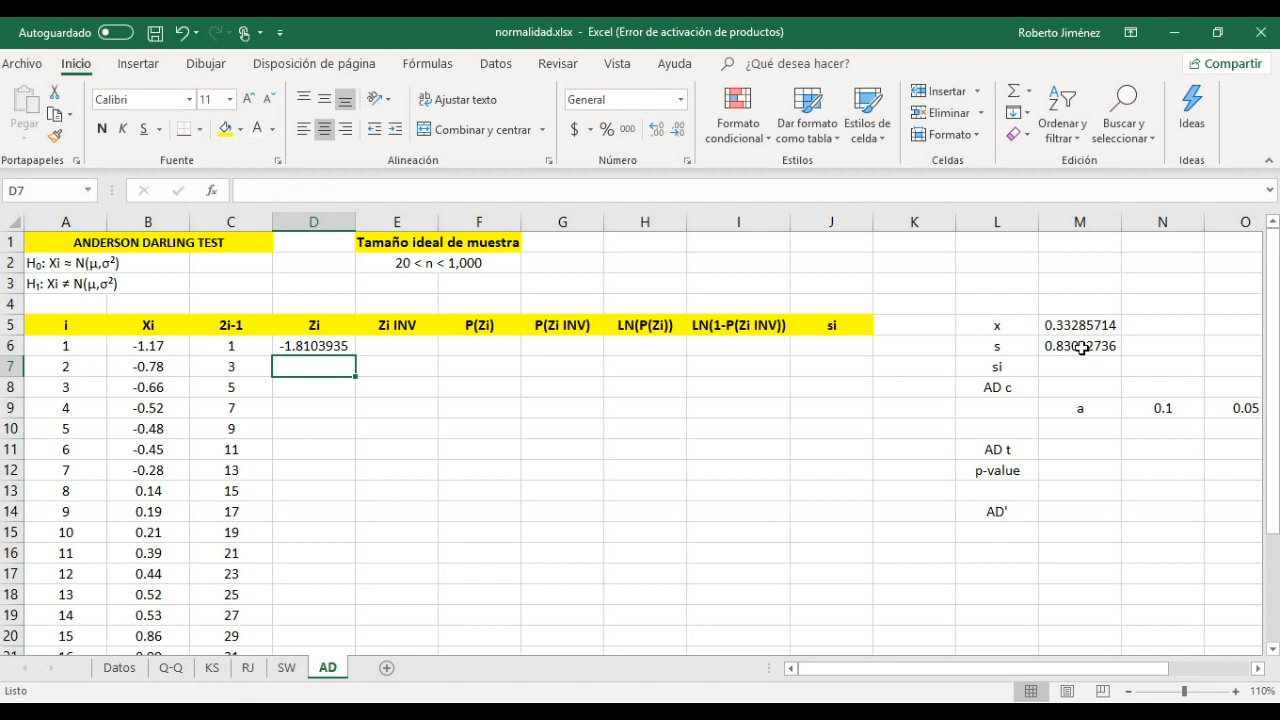 Autoguardado
normalidad.xlsx - Excel (Error de activación de productos)
Roberto Jiménez
Archivo Inicio Insertar Dibujar Disposición de página Fórmulas Datos Revisar Vista Ayuda ¿Qué desea hacer? Compartir
Pegar
Calibri 11
N K S
A A
A
Ajustar texto
Combinar y centrar
General
$ % 000
Formato condicional
Dar formato como tabla
Estilos de celda
Insertar
Eliminar
Formato
Ordenar y filtrar
Buscar y seleccionar
Ideas
Portapapeles Fuente Alineación Número Estilos Celdas Edición Ideas
D7 fx
A B C D E F G H I J K L M N O
1 ANDERSON DARLING TEST Tamaño ideal de muestra
2 H₀: Xi ≈ N(μ,σ²) 20 < n < 1,000
3 H₁: Xi ≠ N(μ,σ²)
4
5 i Xi 2i-1 Zi Zi INV P(Zi) P(Zi INV) LN(P(Zi)) LN(1-P(Zi INV)) si x 0.33285714
6 1 -1.17 1 -1.8103935 s
7 2 -0.78 3 si
8 3 -0.66 5 AD c
9 4 -0.52 7 a 0.1 0.05
10 5 -0.48 9
11 6 -0.45 11 AD t
12 7 -0.28 13 p-value
13 8 0.14 15
14 9 0.19 17 AD'
15 10 0.21 19
16 11 0.39 21
17 12 0.44 23
18 13 0.52 25
19 14 0.53 27
20 15 0.86 29
Datos Q-Q KS RJ SW AD
Listo 110%